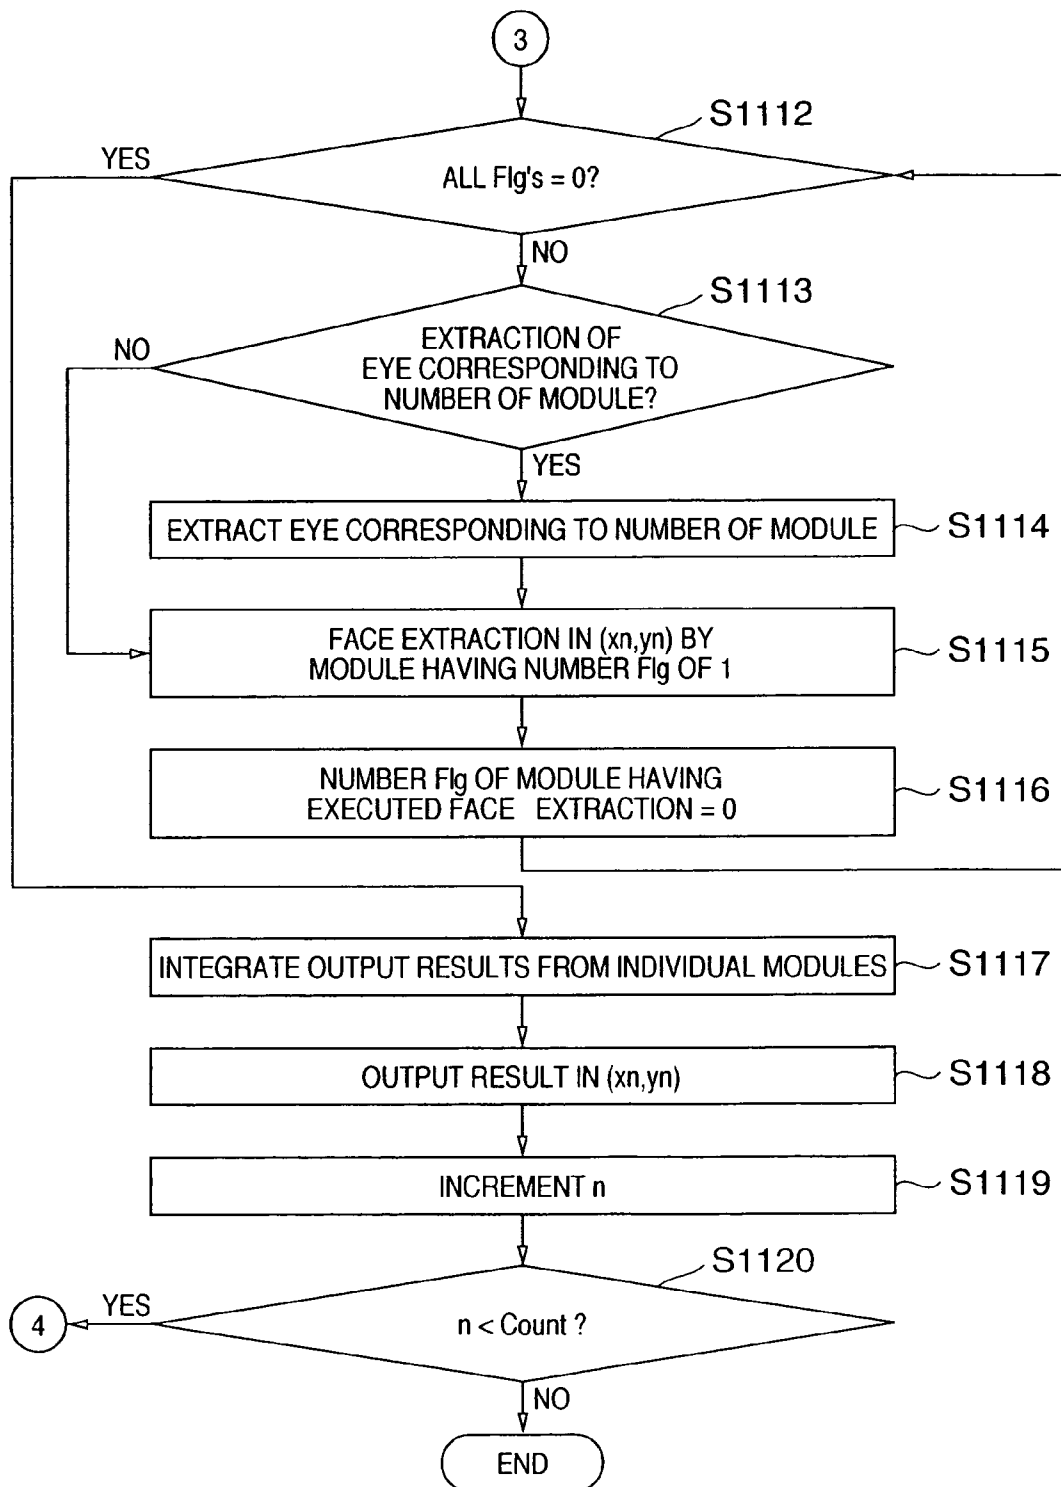 3
S1112
YES
ALL Flg's = 0?
NO
S1113
NO
EXTRACTION OF
EYE CORRESPONDING TO
NUMBER OF MODULE?
YES
EXTRACT EYE CORRESPONDING TO NUMBER OF MODULE
S1114
FACE EXTRACTION IN (xn,yn) BY
MODULE HAVING NUMBER Flg OF 1
S1115
NUMBER Flg OF MODULE HAVING
EXECUTED FACE EXTRACTION = 0
S1116
INTEGRATE OUTPUT RESULTS FROM INDIVIDUAL MODULES
S1117
OUTPUT RESULT IN (xn,yn)
S1118
INCREMENT n
S1119
S1120
4
YES
n < Count ?
NO
END